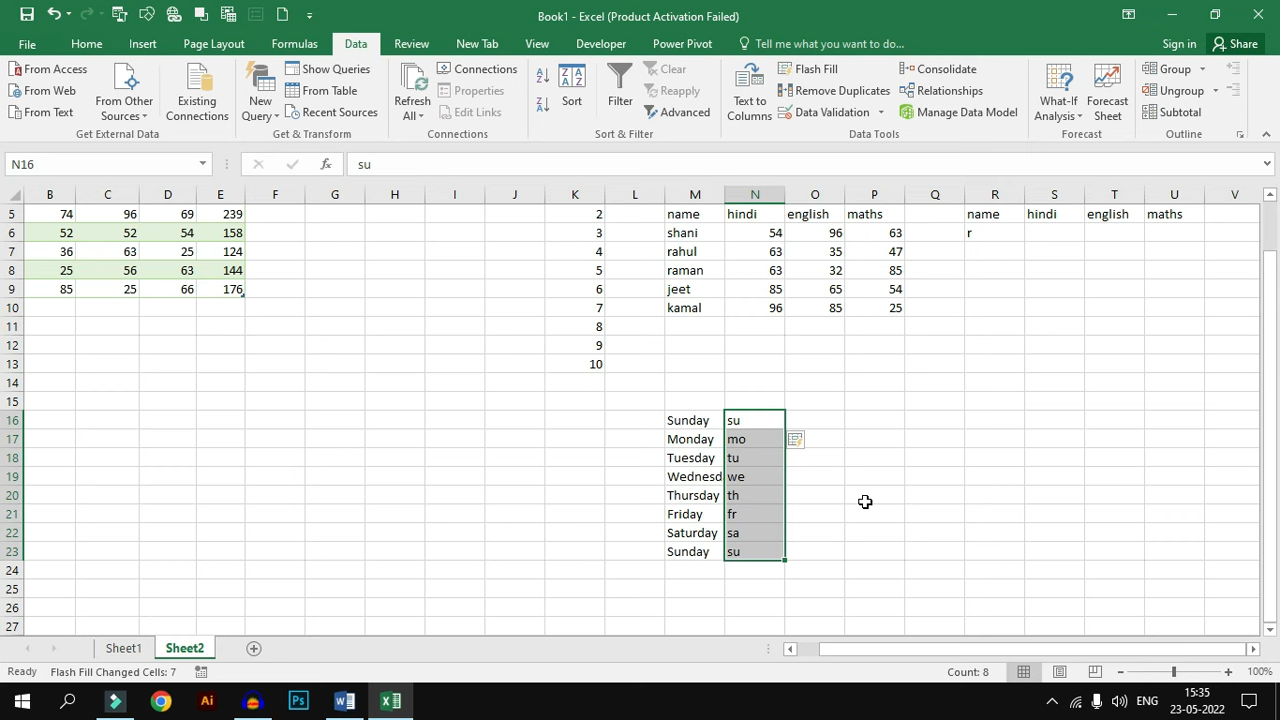 Book1 - Excel (Product Activation Failed)
File Home Insert Page Layout Formulas Data Review New Tab View Developer Power Pivot Tell me what you want to do... Sign in Share
From Access
From Web
From Text
From Other Sources
Existing Connections
Get External Data
New Query
Show Queries
From Table
Recent Sources
Get & Transform
Refresh All
Connections
Properties
Edit Links
Connections
Sort
Filter
Clear
Reapply
Advanced
Sort & Filter
Text to Columns
Flash Fill
Remove Duplicates
Data Validation
Consolidate
Relationships
Manage Data Model
Data Tools
What-If Analysis
Forecast Sheet
Forecast
Group
Ungroup
Subtotal
Outline
N16 fx su
B C D E F G H I J K L M N O P Q R S T U V
5 74 96 69 239 2 name hindi english maths name hindi english maths
6 52 52 54 158 3 shani 54 96 63 r
7 36 63 25 124 4 rahul 63 35 47
8 25 56 63 144 5 raman 63 32 85
9 85 25 66 176 6 jeet 85 65 54
10 7 kamal 96 85 25
11 8
12 9
13 10
14
15
16 Sunday su
17 Monday mo
18 Tuesday tu
19 Wednesd we
20 Thursday th
21 Friday fr
22 Saturday sa
23 Sunday su
24
25
26
27
Sheet1 Sheet2
Ready Flash Fill Changed Cells: 7 Count: 8 100%
Ai Ps ENG 15:35
23-05-2022